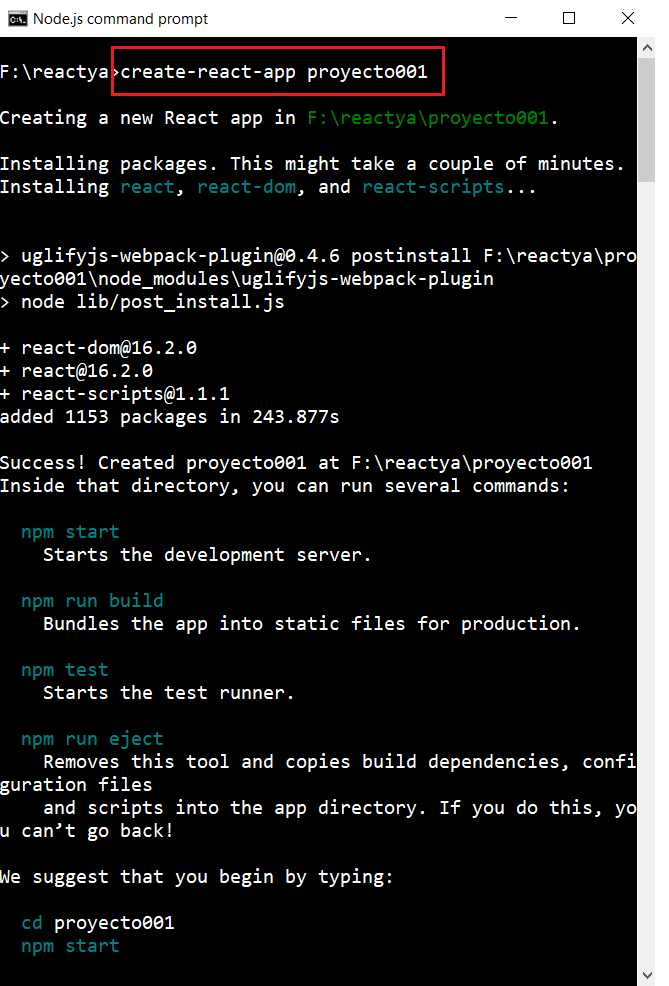 Node.js command prompt
F:\reactya>create-react-app proyecto001
Creating a new React app in F:\reactya\proyecto001.
Installing packages. This might take a couple of minutes.
Installing react, react-dom, and react-scripts...
> uglifyjs-webpack-plugin@0.4.6 postinstall F:\reactya\pro
yecto001\node_modules\uglifyjs-webpack-plugin
> node lib/post_install.js
+ react-dom@16.2.0
+ react@16.2.0
+ react-scripts@1.1.1
added 1153 packages in 243.877s
Success! Created proyecto001 at F:\reactya\proyecto001
Inside that directory, you can run several commands:
npm start
Starts the development server.
npm run build
Bundles the app into static files for production.
npm test
Starts the test runner.
npm run eject
Removes this tool and copies build dependencies, confi
guration files
and scripts into the app directory. If you do this, yo
u can’t go back!
We suggest that you begin by typing:
cd proyecto001
npm start